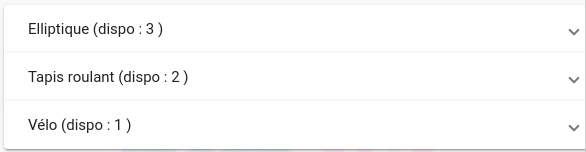 Elliptique (dispo : 3 )
Tapis roulant (dispo : 2 )
Vélo (dispo : 1 )